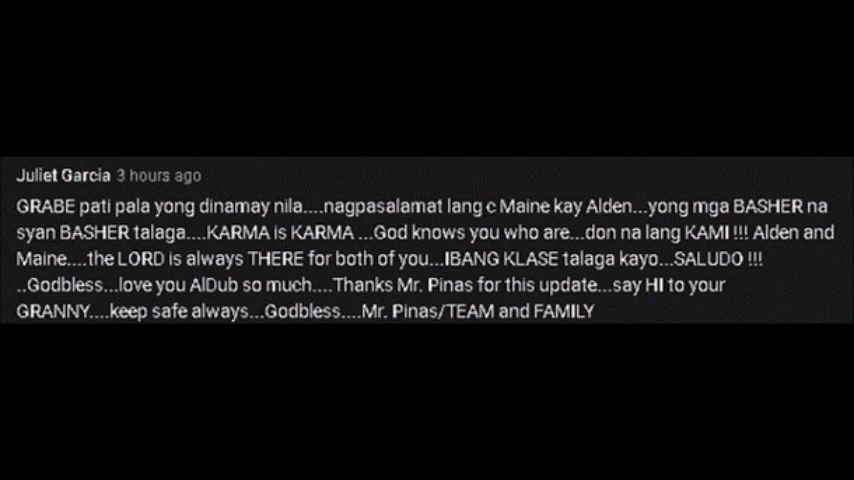 Juliet Garcia 3 hours ago
GRABE pati pala yong dinamay nila....nagpasalamat lang c Maine kay Alden...yong mga BASHER na
syan BASHER talaga....KARMA is KARMA ...God knows you who are...don na lang KAMI !!! Alden and
Maine....the LORD is always THERE for both of you...IBANG KLASE talaga kayo...SALUDO !!!
..Godbless...love you AlDub so much....Thanks Mr. Pinas for this update...say HI to your
GRANNY....keep safe always...Godbless....Mr. Pinas/TEAM and FAMILY